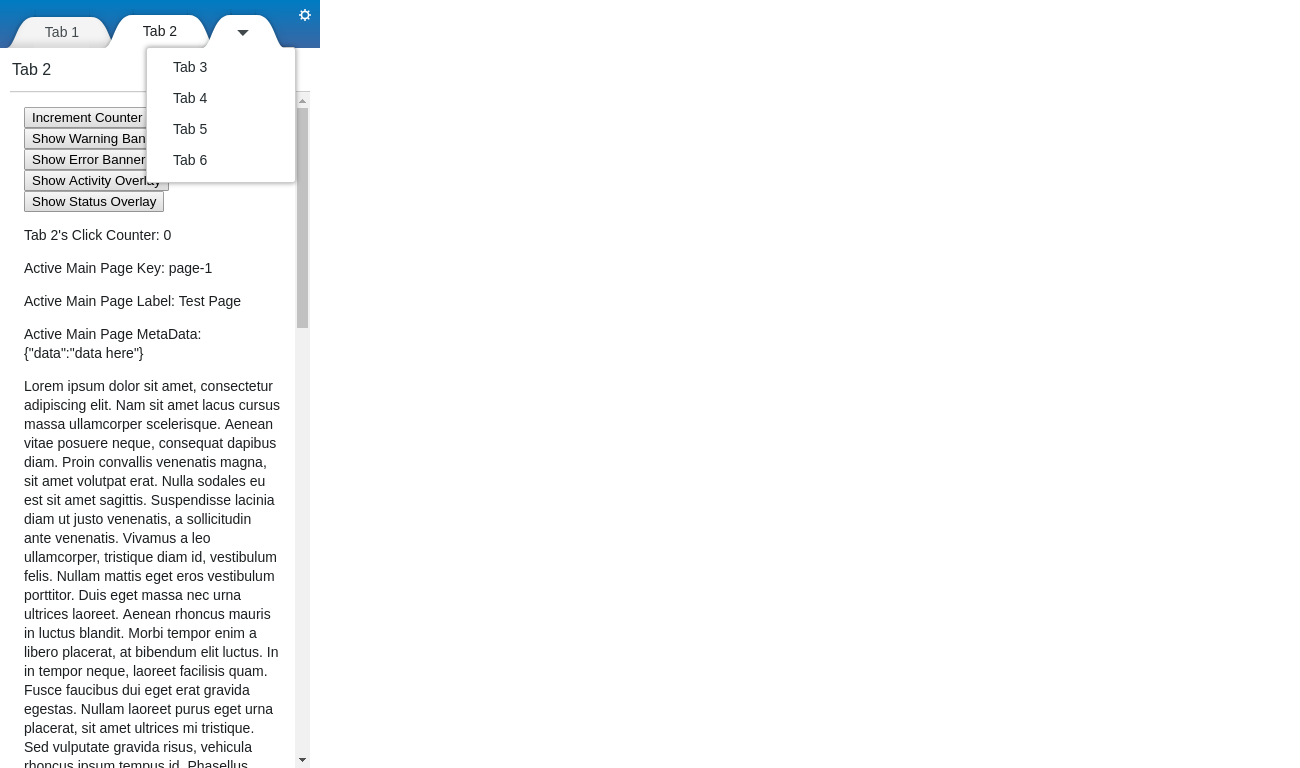 Tab 1
Tab 2
Tab 2
Tab 3
Tab 4
Tab 5
Tab 6
Increment Counter
Show Warning Ban
Show Error Banner
Show Activity Overlay
Show Status Overlay
Tab 2's Click Counter: 0
Active Main Page Key: page-1
Active Main Page Label: Test Page
Active Main Page MetaData:
{"data":"data here"}
Lorem ipsum dolor sit amet, consectetur
adipiscing elit. Nam sit amet lacus cursus
massa ullamcorper scelerisque. Aenean
vitae posuere neque, consequat dapibus
diam. Proin convallis venenatis magna,
sit amet volutpat erat. Nulla sodales eu
est sit amet sagittis. Suspendisse lacinia
diam ut justo venenatis, a sollicitudin
ante venenatis. Vivamus a leo
ullamcorper, tristique diam id, vestibulum
felis. Nullam mattis eget eros vestibulum
porttitor. Duis eget massa nec urna
ultrices laoreet. Aenean rhoncus mauris
in luctus blandit. Morbi tempor enim a
libero placerat, at bibendum elit luctus. In
in tempor neque, laoreet facilisis quam.
Fusce faucibus dui eget erat gravida
egestas. Nullam laoreet purus eget urna
placerat, sit amet ultrices mi tristique.
Sed vulputate gravida risus, vehicula
rhoncus ipsum tempus id. Phasellus